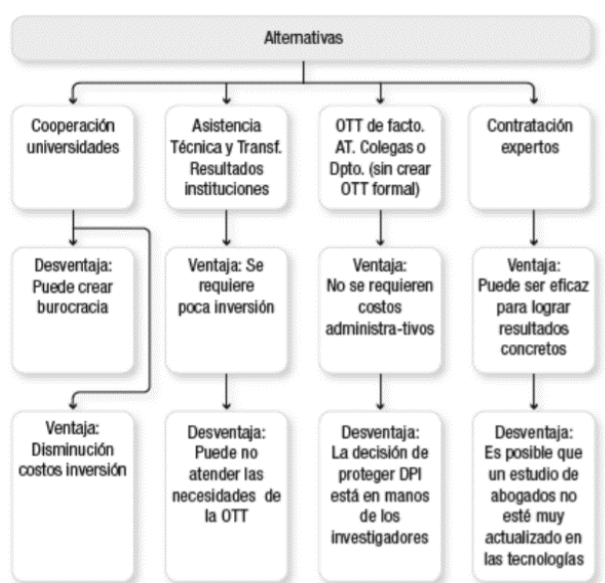 Alternativas
Cooperación
universidades
Asistencia
Técnica y Transf.
Resultados
instituciones
OTT de facto.
AT. Colegas o
Dpto. (sin crear
OTT formal)
Contratación
expertos
Desventaja:
Puede crear
burocracia
Ventaja: Se
requiere
poca inversión
Ventaja:
No se requieren
costos
administra-tivos
Ventaja:
Puede ser eficaz
para lograr
resultados
concretos
Ventaja:
Disminución
costos inversión
Desventaja:
Puede no
atender las
necesidades de
la OTT
Desventaja:
La decisión de
proteger DPI
está en manos
de los
investigadores
Desventaja:
Es posible que
un estudio de
abogados no
esté muy
actualizado en
las tecnologías